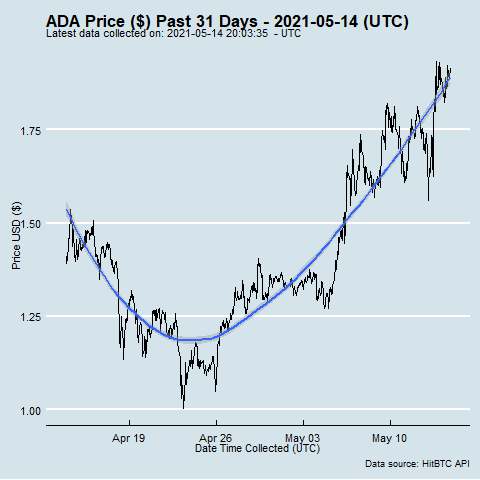 ADA Price ($) Past 31 Days - 2021-05-14 (UTC)
Latest data collected on: 2021-05-14 20:03:35 - UTC
1.75
1.50
1.25
1.00
Price USD ($)
Apr 19 Apr 26 May 03 May 10
Date Time Collected (UTC)
Data source: HitBTC API